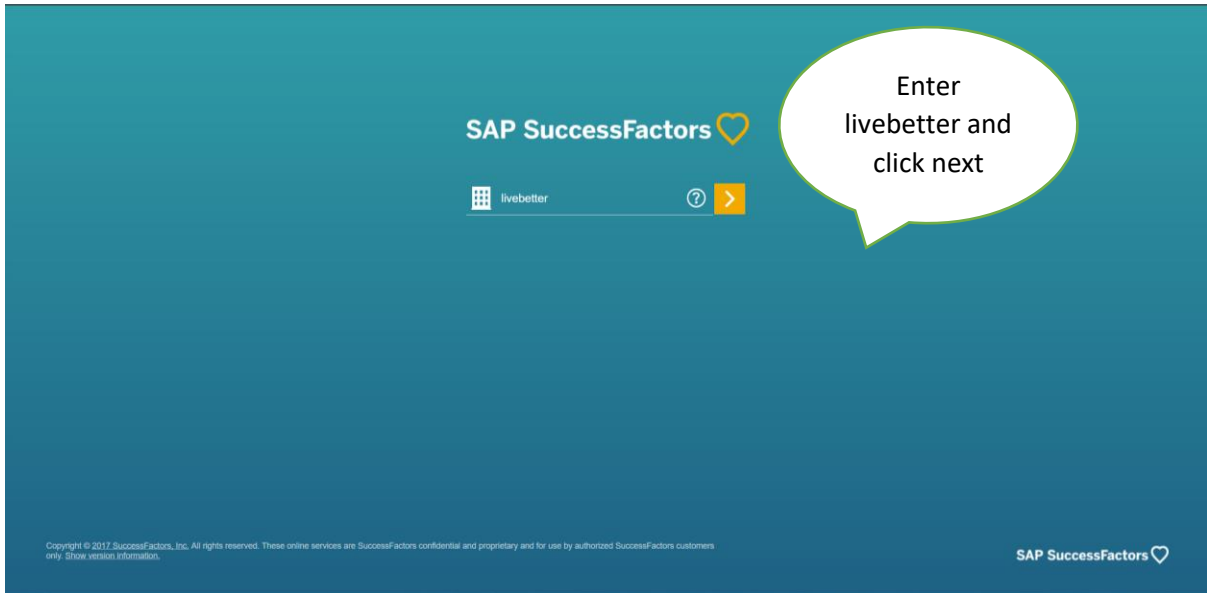 Enter
livebetter and
click next
SAP SuccessFactors
livebetter
Copyright © 2017 SuccessFactors, Inc. All rights reserved. These online services are SuccessFactors confidential and proprietary and for use by authorized SuccessFactors customers
only. Show version information.
SAP SuccessFactors